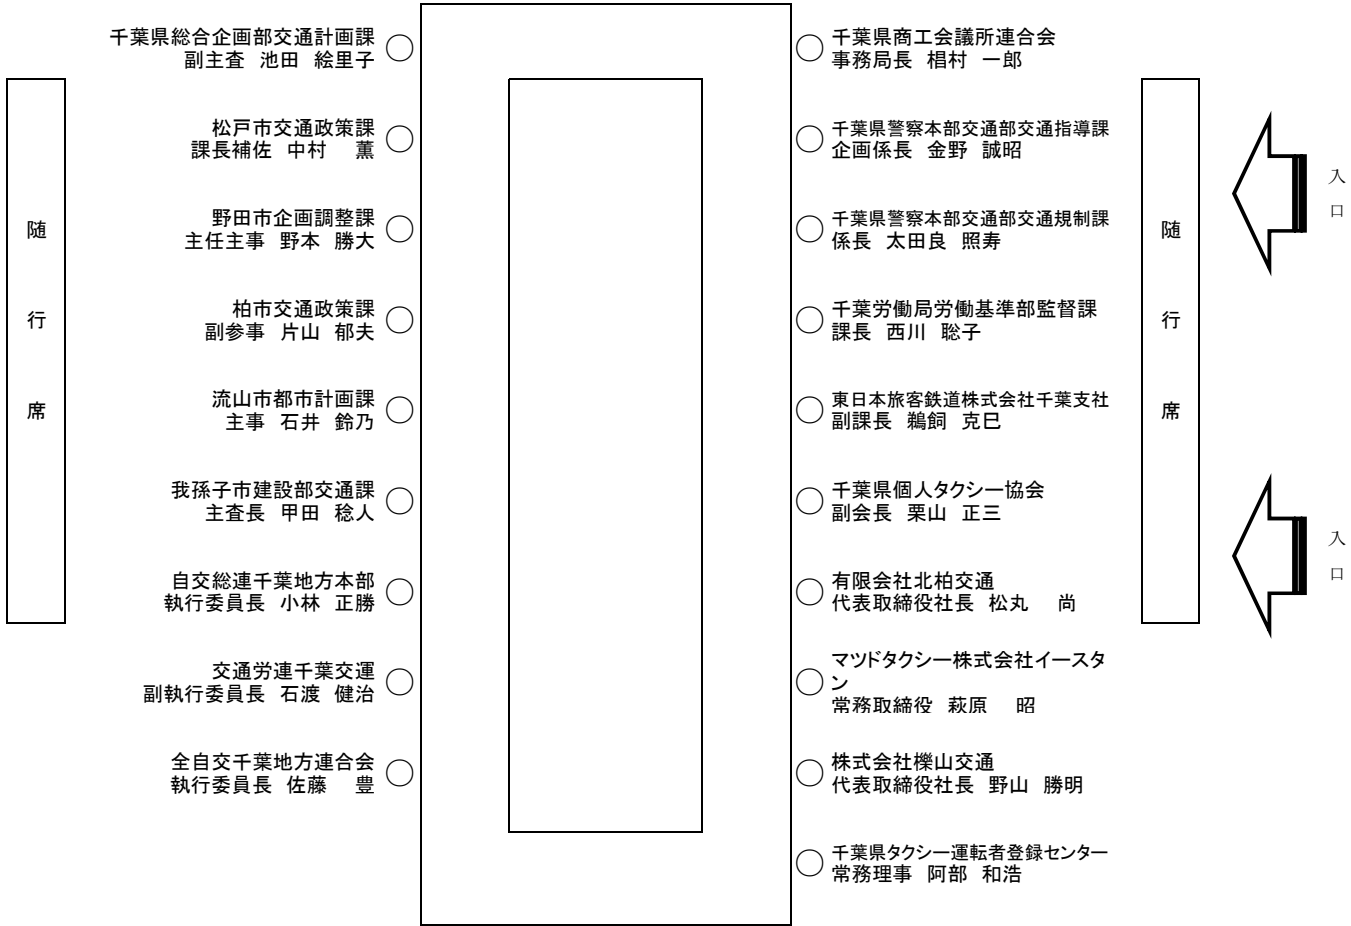 千葉県総合企画部交通計画課
副主査 池田 絵里子
松戸市交通政策課
課長補佐 中村 薫
野田市企画調整課
主任主事 野本 勝大
柏市交通政策課
副参事 片山 郁夫
流山市都市計画課
主事 石井 鈴乃
我孫子市建設部交通課
主査長 甲田 稔人
自交総連千葉地方本部
執行委員長 小林 正勝
交通労連千葉交運
副執行委員長 石渡 健治
全自交千葉地方連合会
執行委員長 佐藤 豊
千葉県商工会議所連合会
事務局長 椙村 一郎
千葉県警察本部交通部交通指導課
企画係長 金野 誠昭
千葉県警察本部交通部交通規制課
係長 太田良 照寿
千葉労働局労働基準部監督課
課長 西川 聡子
東日本旅客鉄道株式会社千葉支社
副課長 鵜飼 克巳
千葉県個人タクシー協会
副会長 栗山 正三
有限会社北柏交通
代表取締役社長 松丸 尚
マツドタクシー株式会社イースタ
ン
常務取締役 萩原 昭
株式会社檪山交通
代表取締役社長 野山 勝明
千葉県タクシー運転者登録センター
常務理事 阿部 和浩
随行席
随行席
入口
入口